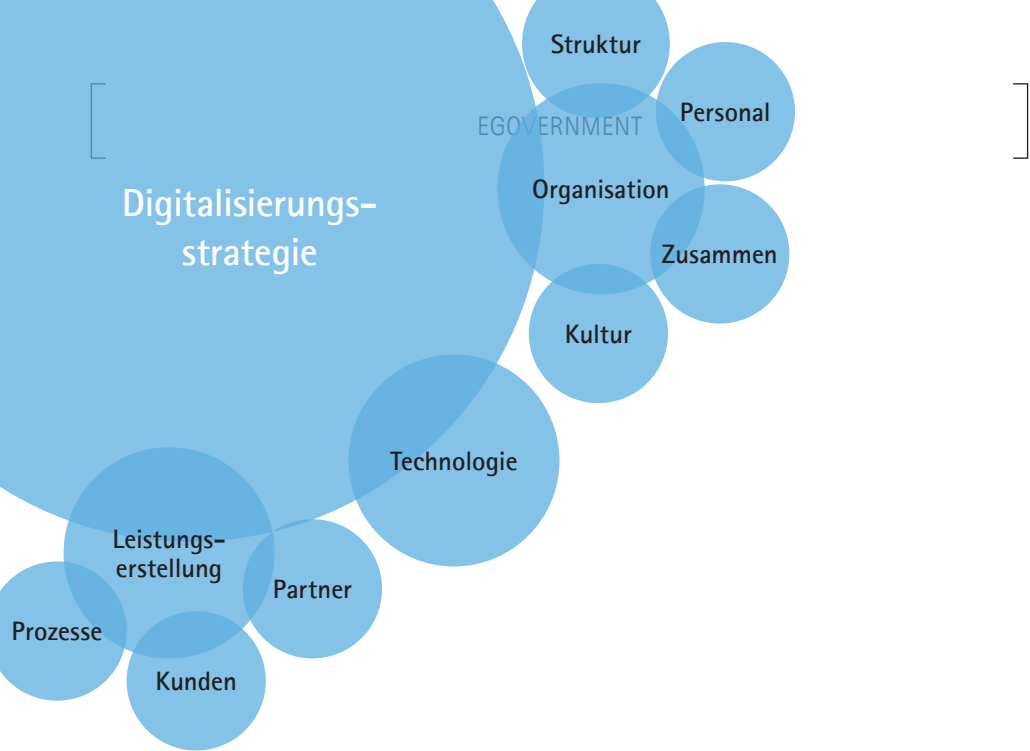 Struktur
Personal
EGOVERNMENT
Organisation
Digitalisierungs-
strategie
Zusammen
Kultur
Technologie
Leistungs-
erstellung
Partner
Prozesse
Kunden